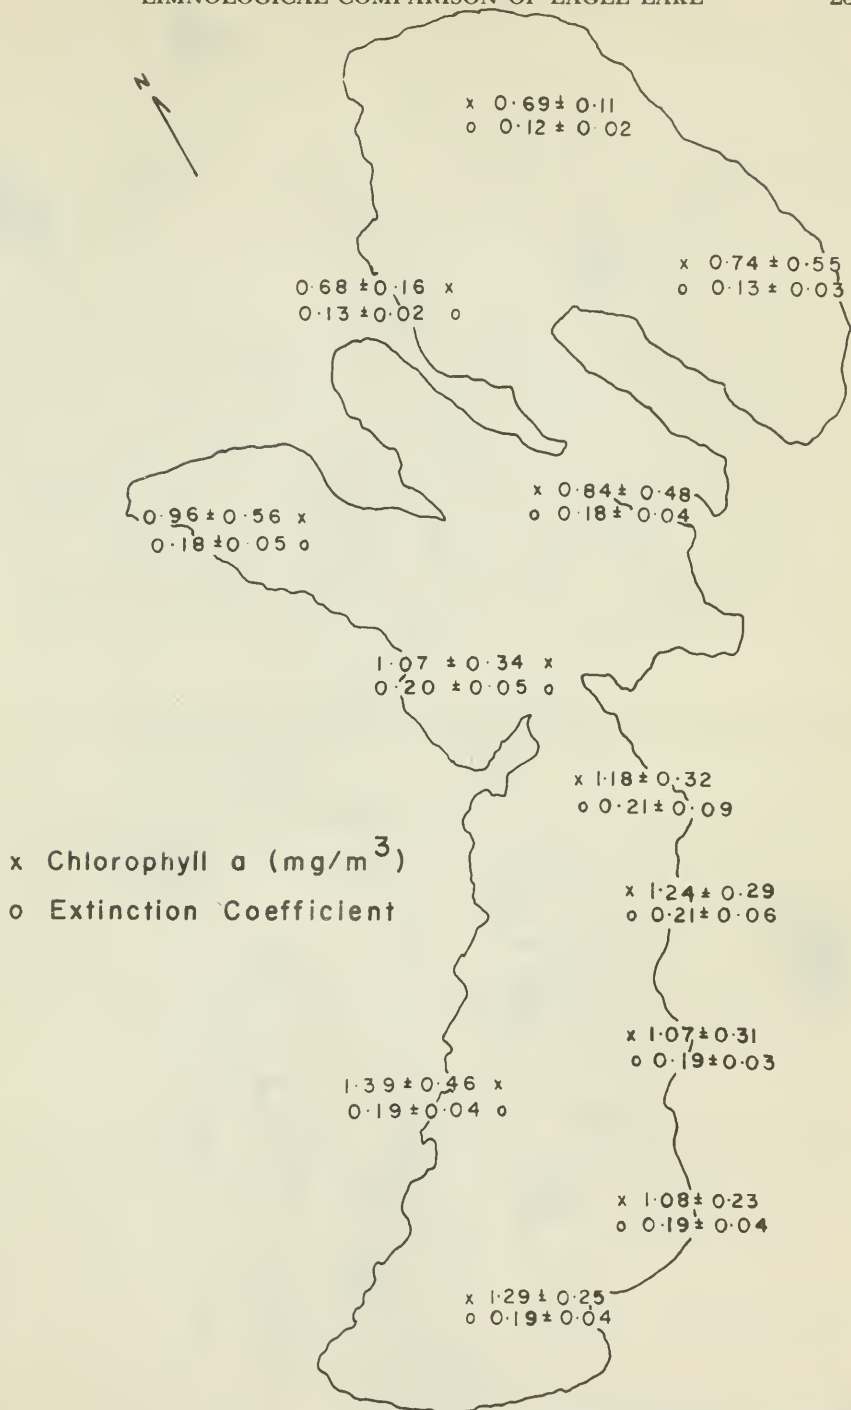 LIMNOLOGICAL COMPARISON OF EAGLE LAKE
N
x 0·69 ± 0·11
o 0·12 ± 0·02
x 0·74 ± 0·55
o 0·13 ± 0·03
0·68 ± 0·16 x
0·13 ± 0·02 o
x 0·84 ± 0·48
o 0·18 ± 0·04
0·96 ± 0·56 x
0·18 ± 0·05 o
1·07 ± 0·34 x
0·20 ± 0·05 o
x 1·18 ± 0·32
o 0·21 ± 0·09
x Chlorophyll a (mg/m³)
o Extinction Coefficient
x 1·24 ± 0·29
o 0·21 ± 0·06
x 1·07 ± 0·31
o 0·19 ± 0·03
1·39 ± 0·46 x
0·19 ± 0·04 o
x 1·08 ± 0·23
o 0·19 ± 0·04
x 1·29 ± 0·25
o 0·19 ± 0·04